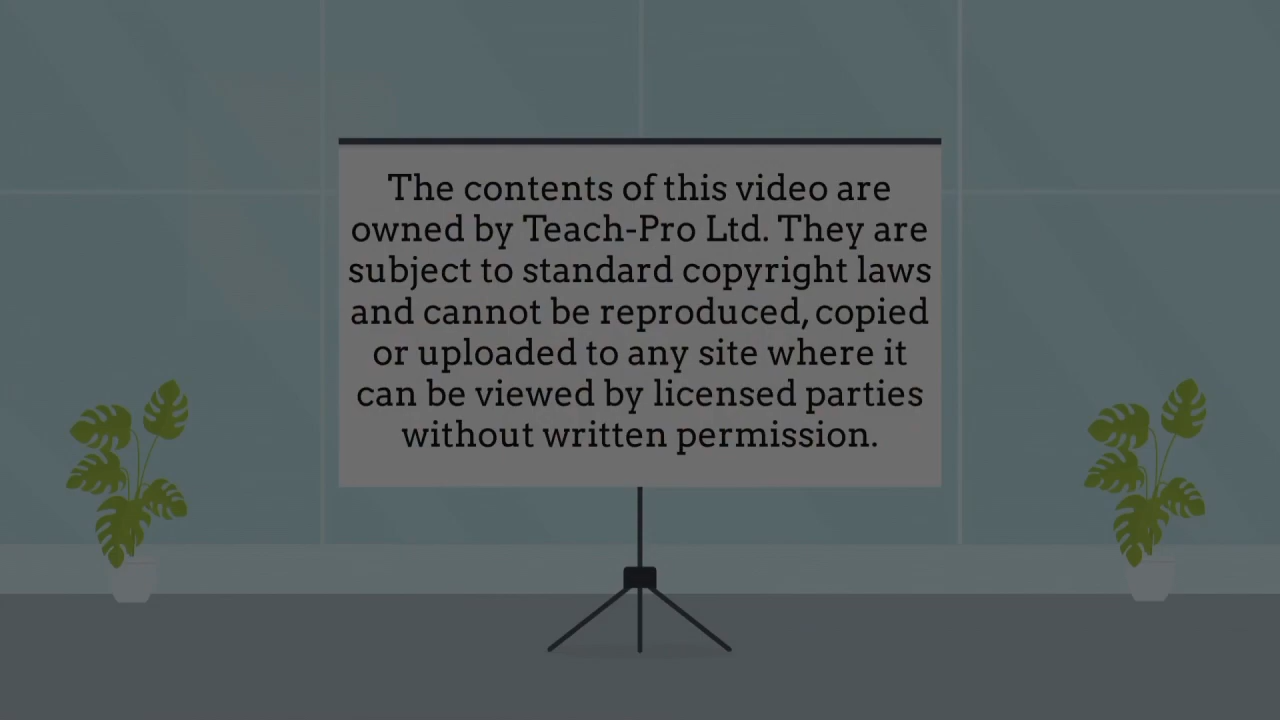 The contents of this video are
owned by Teach-Pro Ltd. They are
subject to standard copyright laws
and cannot be reproduced, copied
or uploaded to any site where it
can be viewed by licensed parties
without written permission.